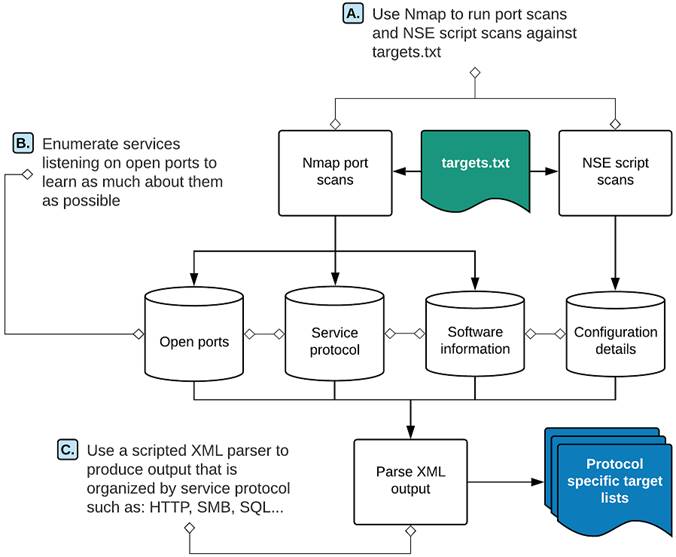 A. Use Nmap to run port scans
and NSE script scans against
targets.txt
B. Enumerate services
listening on open ports to
learn as much about them
as possible
Nmap port
scans
targets.txt
NSE script
scans
Open ports
Service
protocol
Software
information
Configuration
details
C. Use a scripted XML parser to
produce output that is
organized by service protocol
such as: HTTP, SMB, SQL...
Parse XML
output
Protocol
specific target
lists